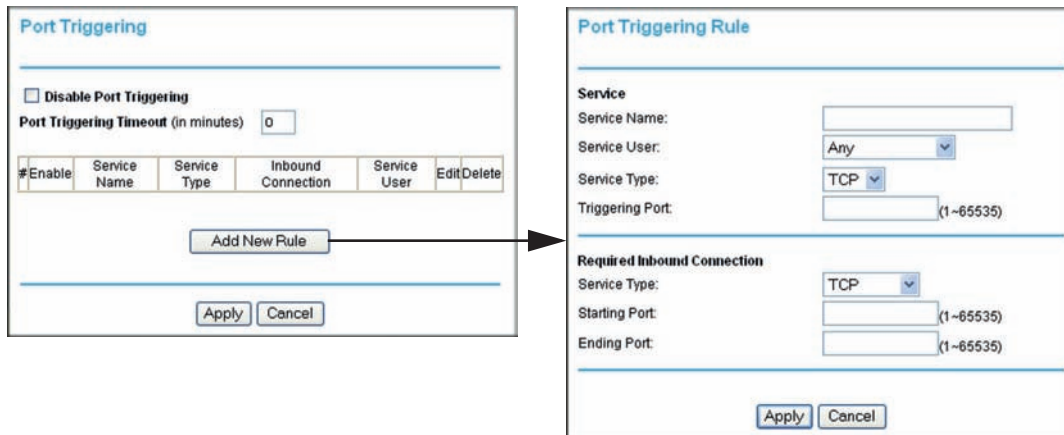 Port Triggering
Disable Port Triggering
Port Triggering Timeout (in minutes) 0
# Enable Service Name Service Type Inbound Connection Service User Edit Delete
Add New Rule
Apply Cancel
Port Triggering Rule
Service
Service Name:
Service User: Any
Service Type: TCP
Triggering Port: (1~65535)
Required Inbound Connection
Service Type: TCP
Starting Port: (1~65535)
Ending Port: (1~65535)
Apply Cancel